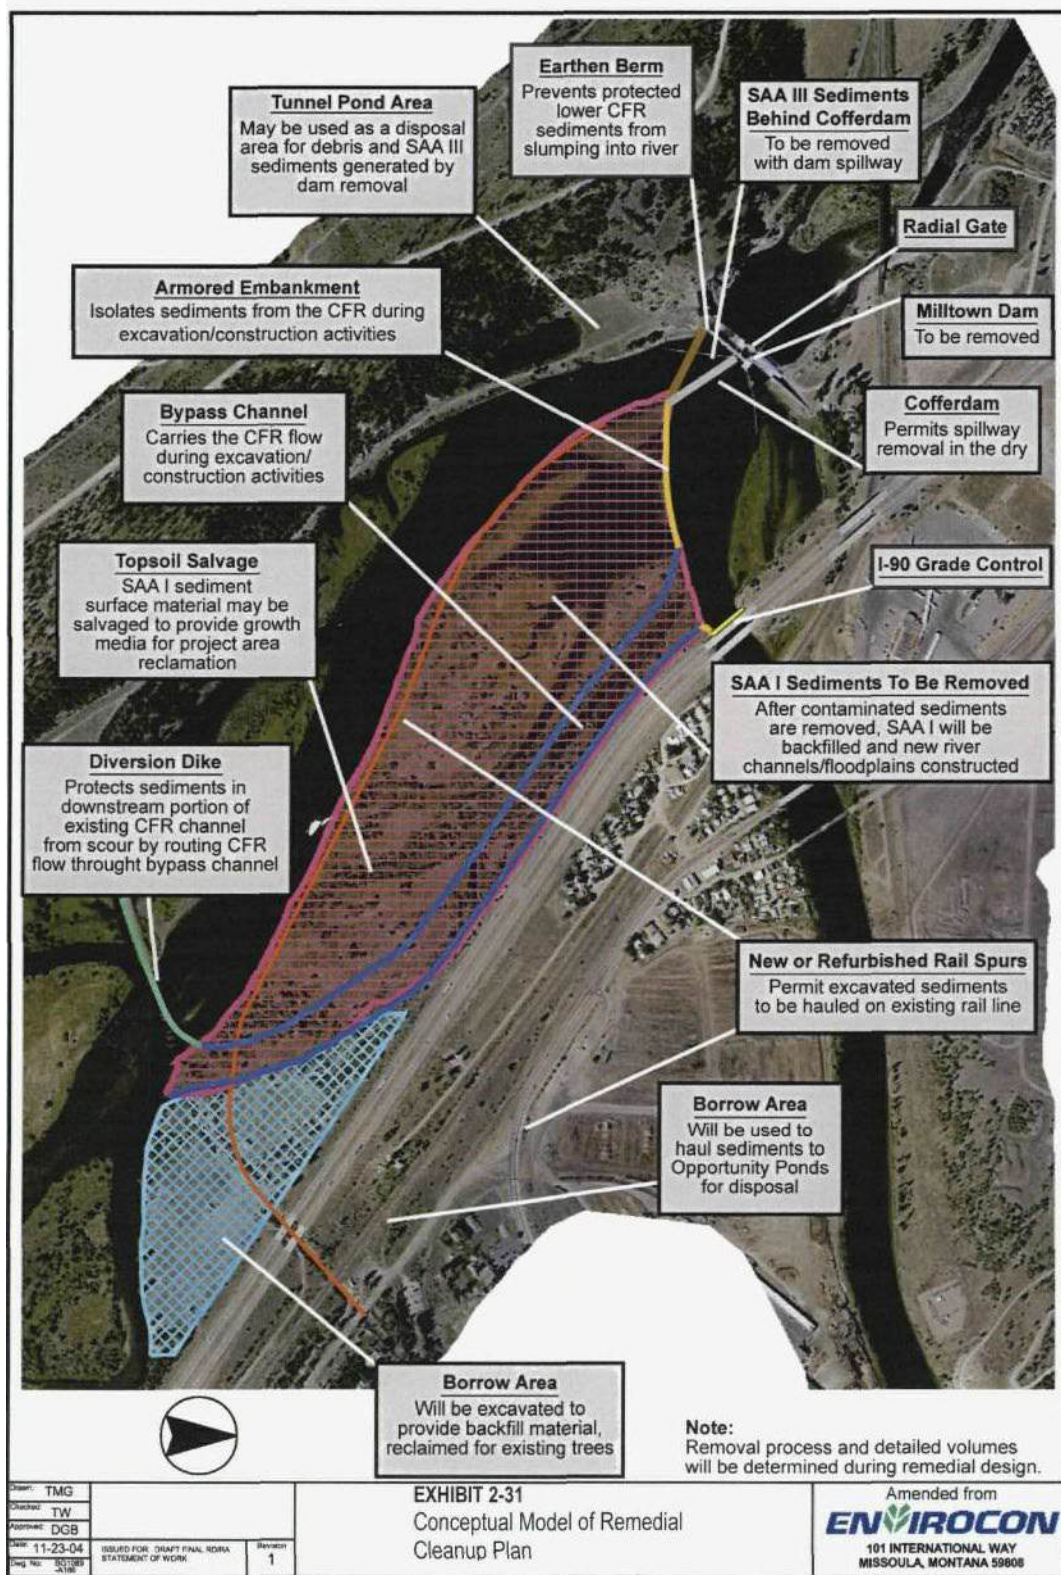 Earthen Berm
Prevents protected
lower CFR
sediments from
slumping into river
SAA III Sediments
Behind Cofferdam
To be removed
with dam spillway
Tunnel Pond Area
May be used as a disposal
area for debris and SAA III
sediments generated by
dam removal
Radial Gate
Armored Embankment
Isolates sediments from the CFR during
excavation/construction activities
Milltown Dam
To be removed
Bypass Channel
Carries the CFR flow
during excavation/
construction activities
Cofferdam
Permits spillway
removal in the dry
Topsoil Salvage
SAA I sediment
surface material may be
salvaged to provide growth
media for project area
reclamation
I-90 Grade Control
SAA I Sediments To Be Removed
After contaminated sediments
are removed, SAA I will be
backfilled and new river
channels/floodplains constructed
Diversion Dike
Protects sediments in
downstream portion of
existing CFR channel
from scour by routing CFR
flow throught bypass channel
New or Refurbished Rail Spurs
Permit excavated sediments
to be hauled on existing rail line
Borrow Area
Will be used to
haul sediments to
Opportunity Ponds
for disposal
Borrow Area
Will be excavated to
provide backfill material,
reclaimed for existing trees
Note:
Removal process and detailed volumes
will be determined during remedial design.
Drawn: TMG
Checked: TW
Approved: DGB
Date: 11-23-04
Dwg. No.
ISSUED FOR: DRAFT FINAL RD/RA
STATEMENT OF WORK
Revision
1
EXHIBIT 2-31
Conceptual Model of Remedial
Cleanup Plan
Amended from
ENVIROCON
101 INTERNATIONAL WAY
MISSOULA, MONTANA 59808